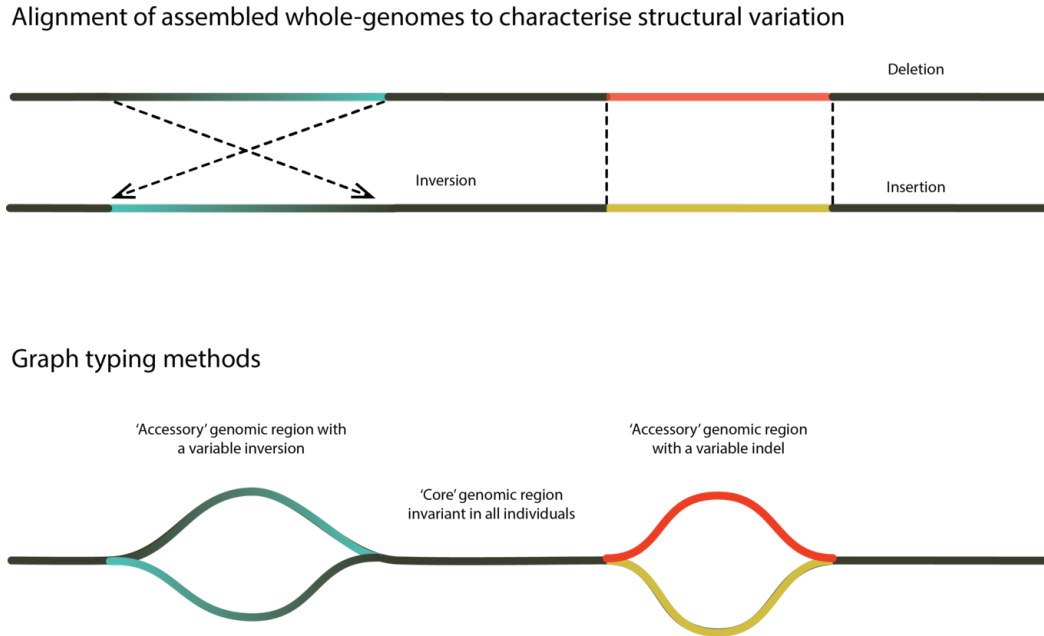 Alignment of assembled whole-genomes to characterise structural variation
Deletion
Inversion
Insertion
Graph typing methods
‘Accessory’ genomic region with
a variable inversion
‘Accessory’ genomic region
with a variable indel
‘Core’ genomic region
invariant in all individuals